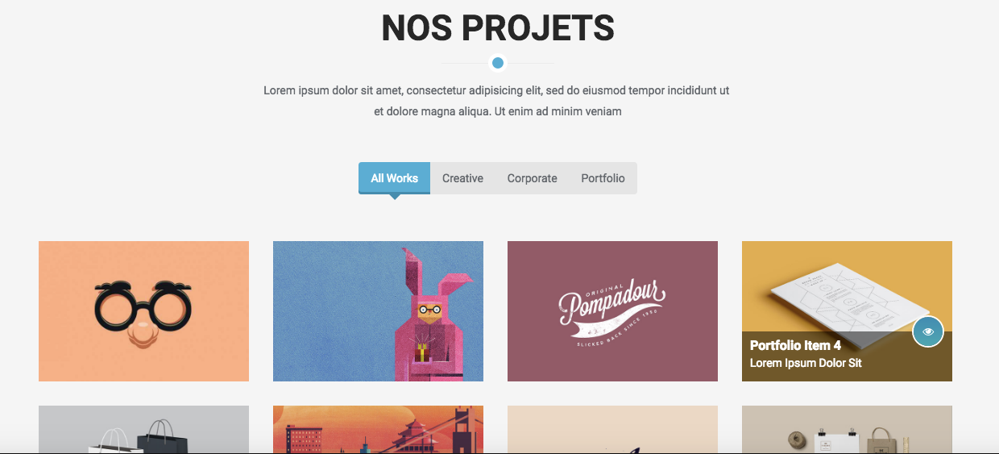 NOS PROJETS
Lorem ipsum dolor sit amet, consectetur adipisicing elit, sed do eiusmod tempor incididunt ut
et dolore magna aliqua. Ut enim ad minim veniam
All Works
Creative
Corporate
Portfolio
ORIGINAL
Pompadour
SLICKED BACK SINCE 1950
Portfolio Item 4
Lorem Ipsum Dolor Sit